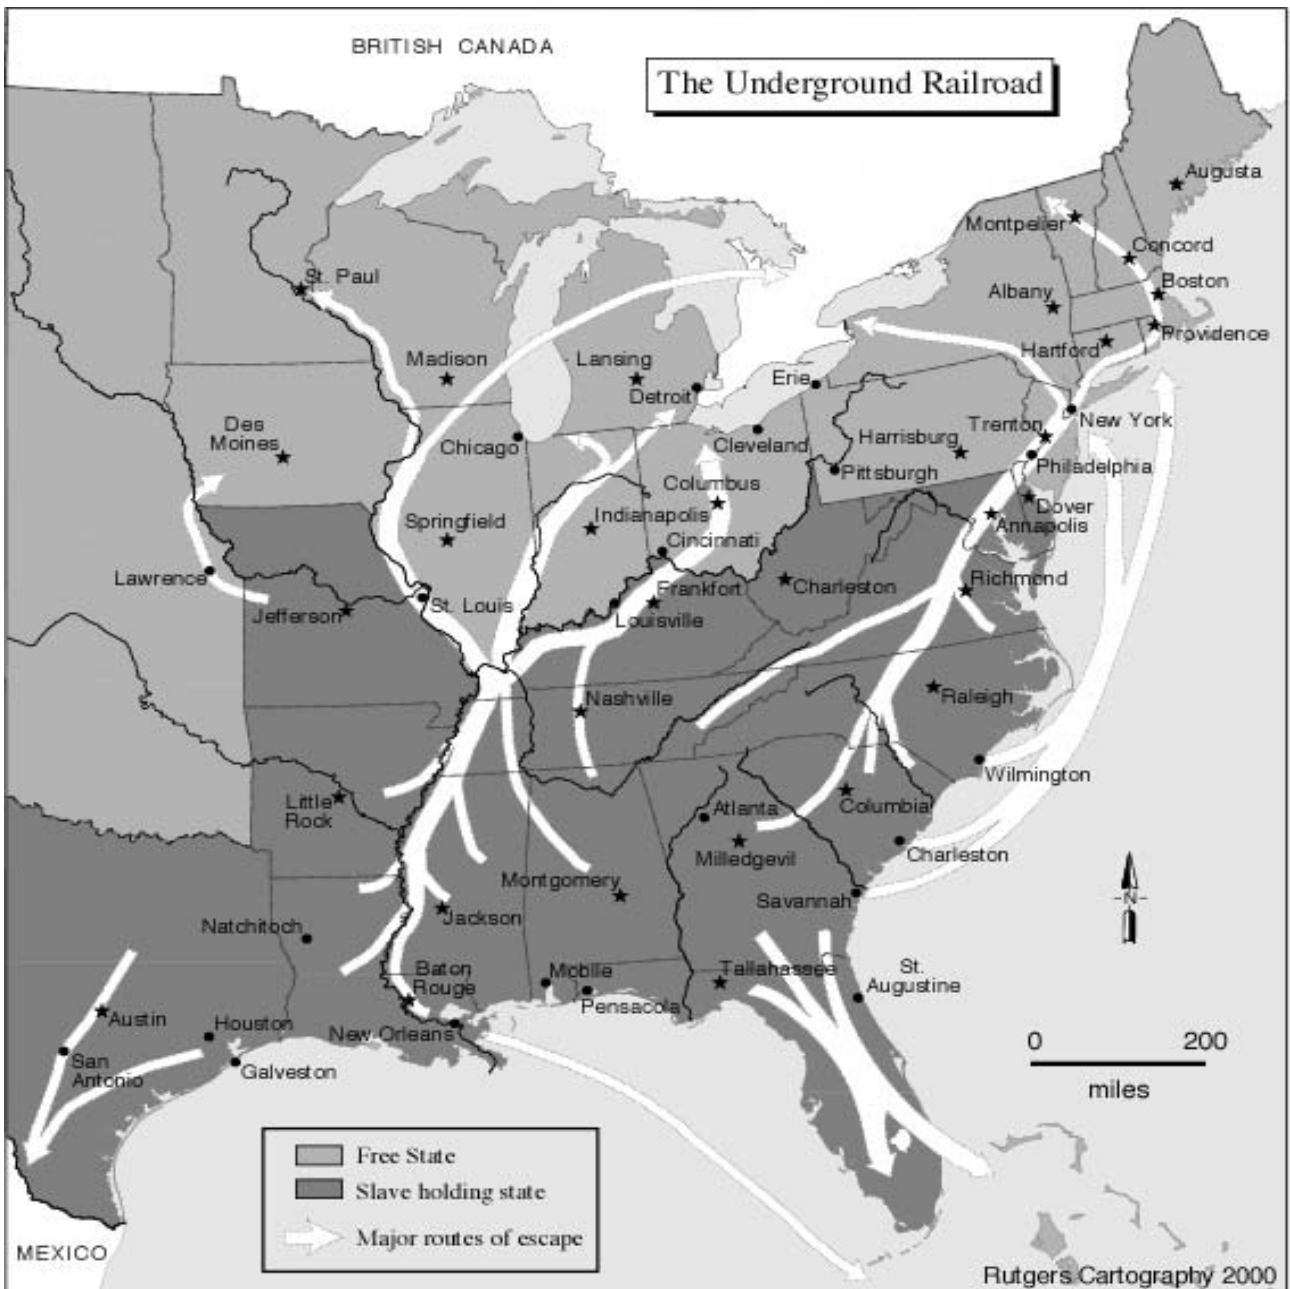 BRITISH CANADA
The Underground Railroad
Augusta
Montpelier
Concord
St. Paul
Albany
Boston
Providence
Hartford
Madison
Lansing
Erie
Detroit
New York
Des
Moines
Chicago
Cleveland
Trenton
Harrisburg
Philadelphia
Pittsburgh
Columbus
Springfield
Indianapolis
Dover
Annapolis
Cincinnati
Lawrence
Jefferson
St. Louis
Frankfort
Louisville
Charleston
Richmond
Nashville
Raleigh
Wilmington
Little
Rock
Atlanta
Columbia
Milledgevil
Charleston
Montgomery
Savannah
Jackson
Natchitoch
N
Baton
Rouge
Mobile
Pensacola
Tallahassee
St.
Augustine
Austin
Houston
New Orleans
San
Antonio
Galveston
0 200
miles
Free State
Slave holding state
Major routes of escape
MEXICO
Rutgers Cartography 2000